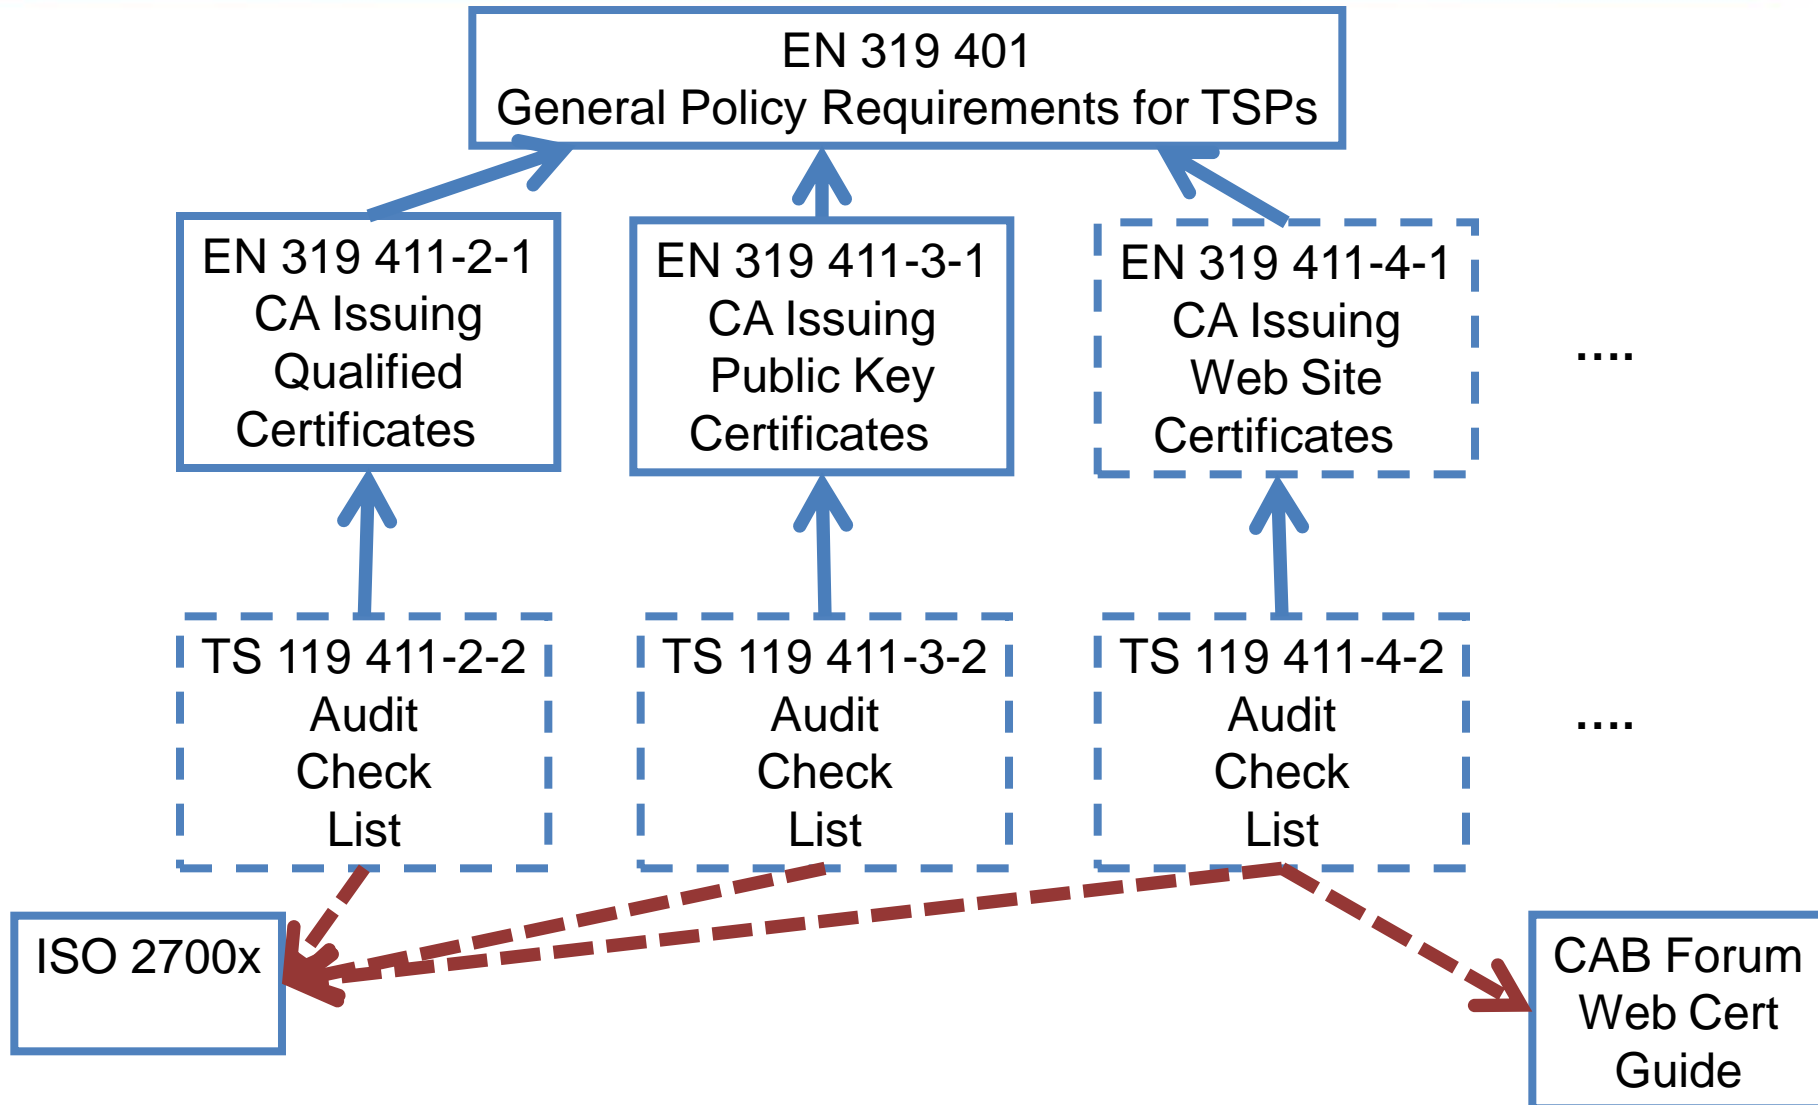 EN 319 401
General Policy Requirements for TSPs
EN 319 411-2-1
CA Issuing
Qualified
Certificates
EN 319 411-3-1
CA Issuing
Public Key
Certificates
EN 319 411-4-1
CA Issuing
Web Site
Certificates
....
TS 119 411-2-2
Audit
Check
List
TS 119 411-3-2
Audit
Check
List
TS 119 411-4-2
Audit
Check
List
....
ISO 2700x
CAB Forum
Web Cert
Guide